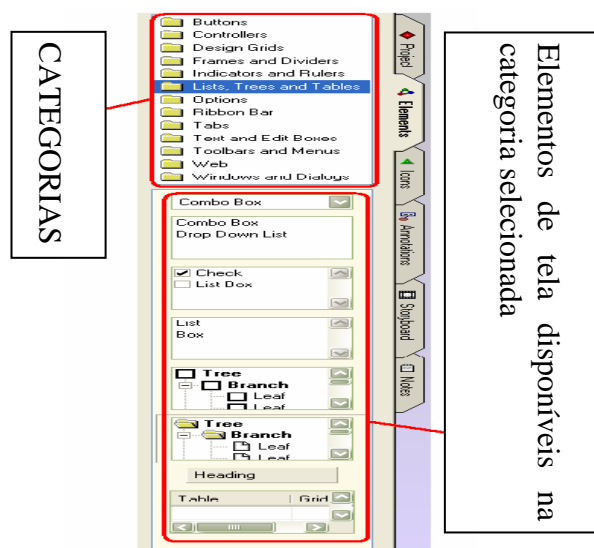 CATEGORIAS
Buttons
Controllers
Design Grids
Frames and Dividers
Indicators and Rulers
Lists, Trees and Tables
Options
Ribbon Bar
Tabs
Text and Edit Boxes
Toolbars and Menus
Web
Windows and Dialogs
Combo Box
Combo Box
Drop Down List
Check
List Box
List
Box
Tree
Branch
Leaf
Leaf
Tree
Branch
Leaf
Leaf
Heading
Table Grid
Project
Elements
Icons
Annotations
Storyboard
Notes
Elementos de tela disponíveis na
categoria selecionada